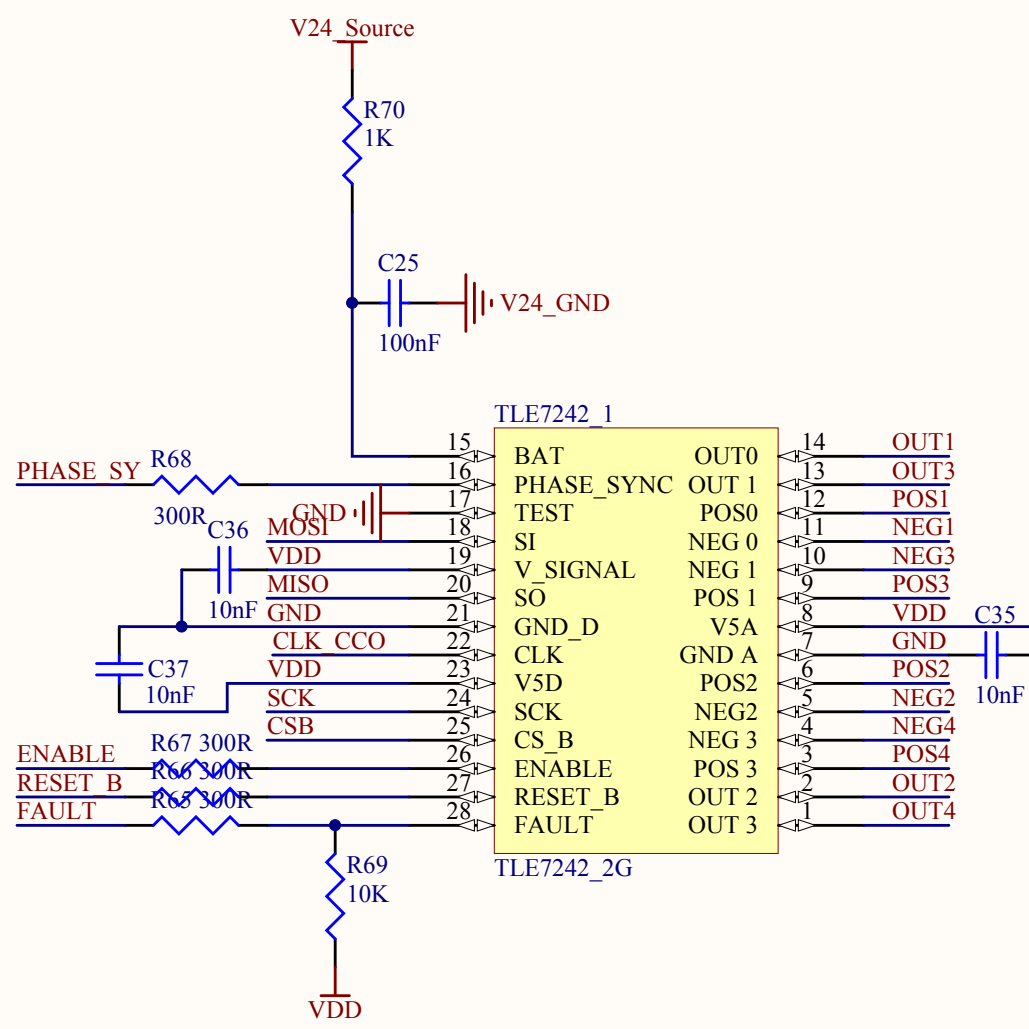 V24_Source
R70
1K
C25
V24_GND
100nF
TLE7242_1
15 BAT OUT0 14 OUT1
PHASE_SY R68 16 PHASE_SYNC OUT 1 13 OUT3
300R GND 17 TEST POS0 12 POS1
C36 MOSI 18 SI NEG 0 11 NEG1
VDD 19 V_SIGNAL NEG 1 10 NEG3
10nF MISO 20 SO POS 1 9 POS3
GND 21 GND_D V5A 8 VDD C35
CLK_CCO 22 CLK GND A 7 GND
C37 VDD 23 V5D POS2 6 POS2
10nF SCK 24 SCK NEG2 5 NEG2 10nF
CSB 25 CS_B NEG 3 4 NEG4
ENABLE R67 300R 26 ENABLE POS 3 3 POS4
RESET_B R66 300R 27 RESET_B OUT 2 2 OUT2
FAULT R65 300R 28 FAULT OUT 3 1 OUT4
TLE7242_2G
R69
10K
VDD